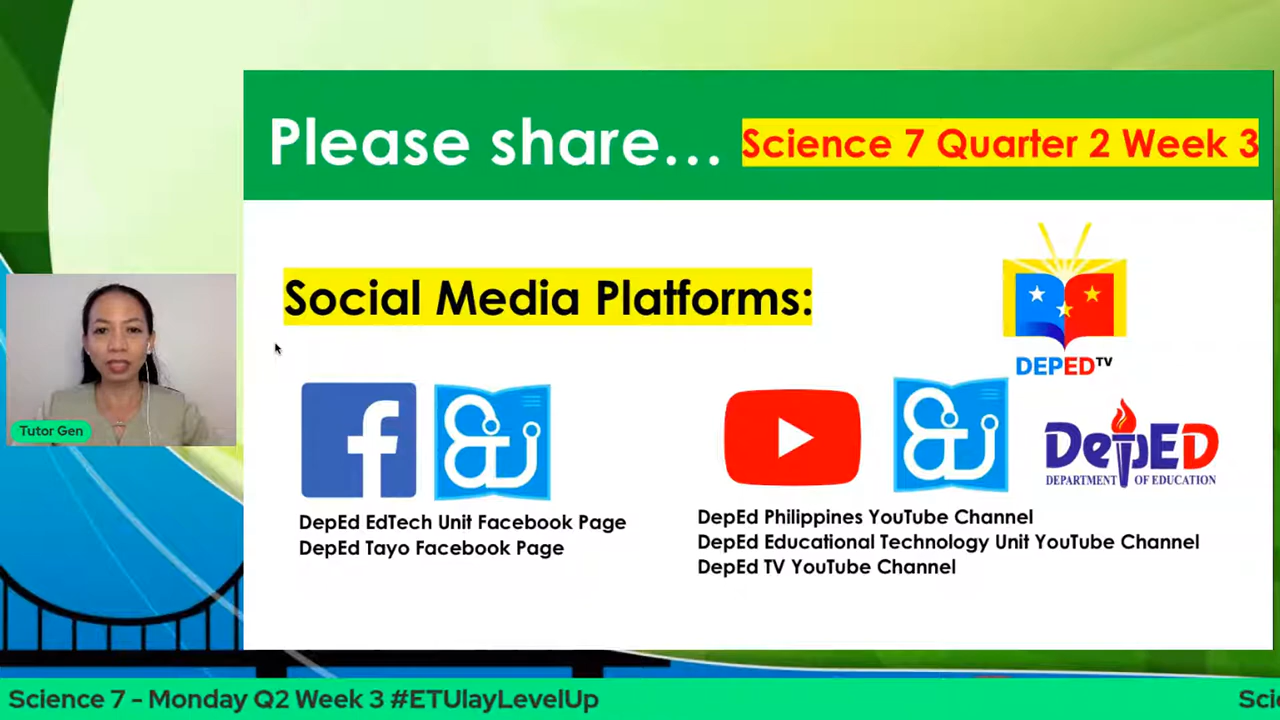 Please share... Science 7 Quarter 2 Week 3
Social Media Platforms:
DEPEDTV
DepED
DEPARTMENT OF EDUCATION
DepEd EdTech Unit Facebook Page
DepEd Tayo Facebook Page
DepEd Philippines YouTube Channel
DepEd Educational Technology Unit YouTube Channel
DepEd TV YouTube Channel
Tutor Gen
Science 7 - Monday Q2 Week 3 #ETUlayLevelUp
Scie